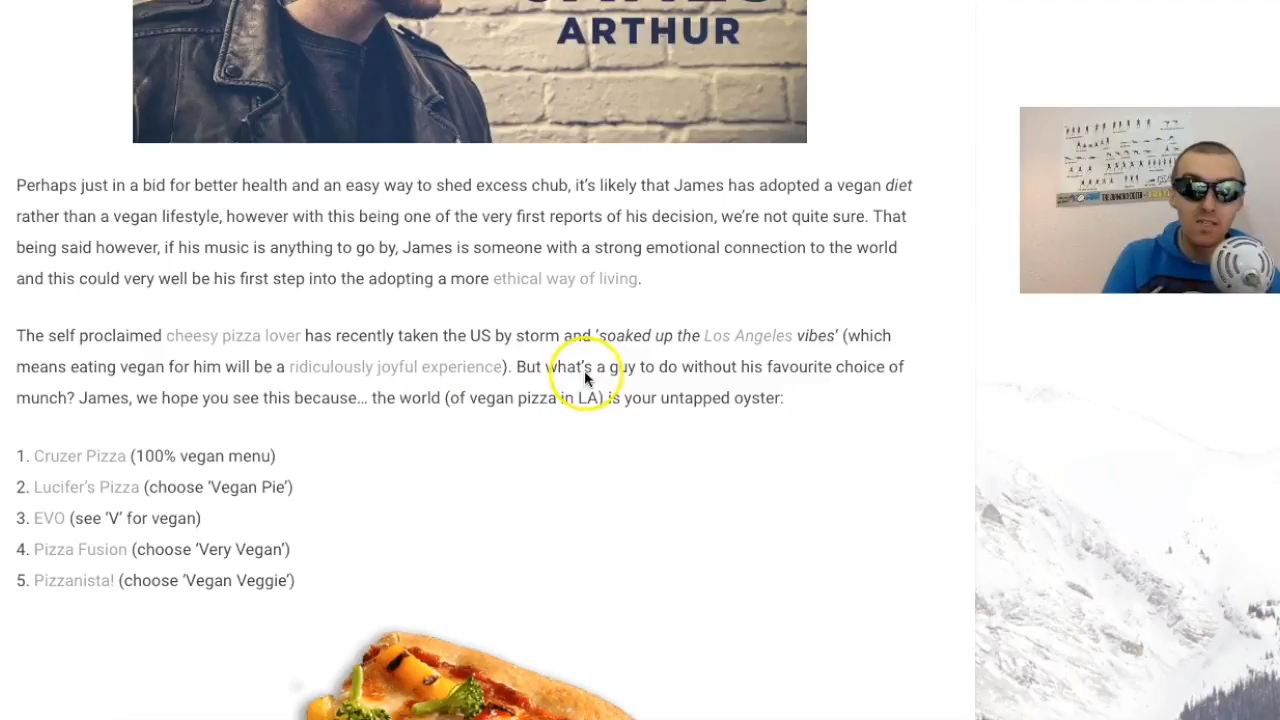 ARTHUR
Perhaps just in a bid for better health and an easy way to shed excess chub, it’s likely that James has adopted a vegan diet
rather than a vegan lifestyle, however with this being one of the very first reports of his decision, we’re not quite sure. That
being said however, if his music is anything to go by, James is someone with a strong emotional connection to the world
and this could very well be his first step into the adopting a more ethical way of living.
The self proclaimed cheesy pizza lover has recently taken the US by storm and ‘soaked up the Los Angeles vibes’ (which
means eating vegan for him will be a ridiculously joyful experience). But what’s a guy to do without his favourite choice of
munch? James, we hope you see this because… the world (of vegan pizza in LA) is your untapped oyster:
1. Cruzer Pizza (100% vegan menu)
2. Lucifer’s Pizza (choose ‘Vegan Pie’)
3. EVO (see ‘V’ for vegan)
4. Pizza Fusion (choose ‘Very Vegan’)
5. Pizzanista! (choose ‘Vegan Veggie’)